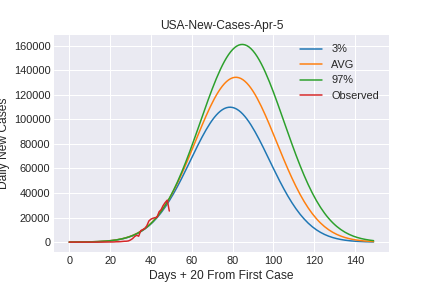 USA-New-Cases-Apr-5
160000
140000
120000
100000
80000
60000
40000
20000
0
Daily New Cases
3%
AVG
97%
Observed
0 20 40 60 80 100 120 140
Days + 20 From First Case